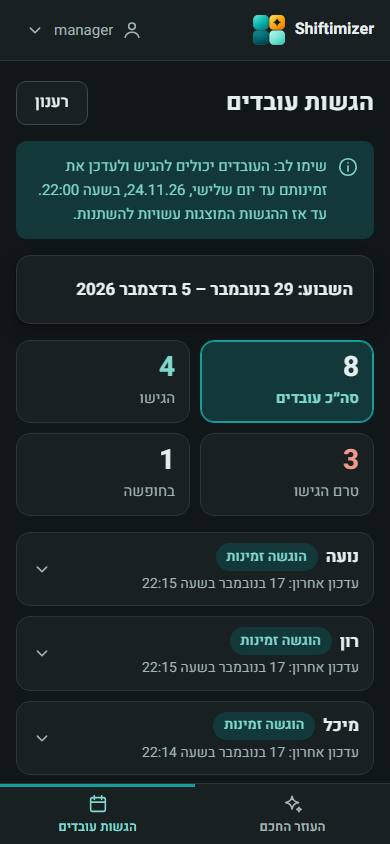 Shiftimizer
manager
הגשות עובדים
רענון
שימו לב: העובדים יכולים להגיש ולעדכן את
זמינותם עד יום שלישי, 24.11.26, בשעה 22:00.
עד אז ההגשות המוצגות עשויות להשתנות.
השבוע: 29 בנובמבר – 5 בדצמבר 2026
8
סה"כ עובדים
4
הגישו
3
טרם הגישו
1
בחופשה
נועה הוגשה זמינות
עדכון אחרון: 17 בנובמבר בשעה 22:15
רון הוגשה זמינות
עדכון אחרון: 17 בנובמבר בשעה 22:15
מיכל הוגשה זמינות
עדכון אחרון: 17 בנובמבר בשעה 22:14
העוזר החכם
הגשות עובדים